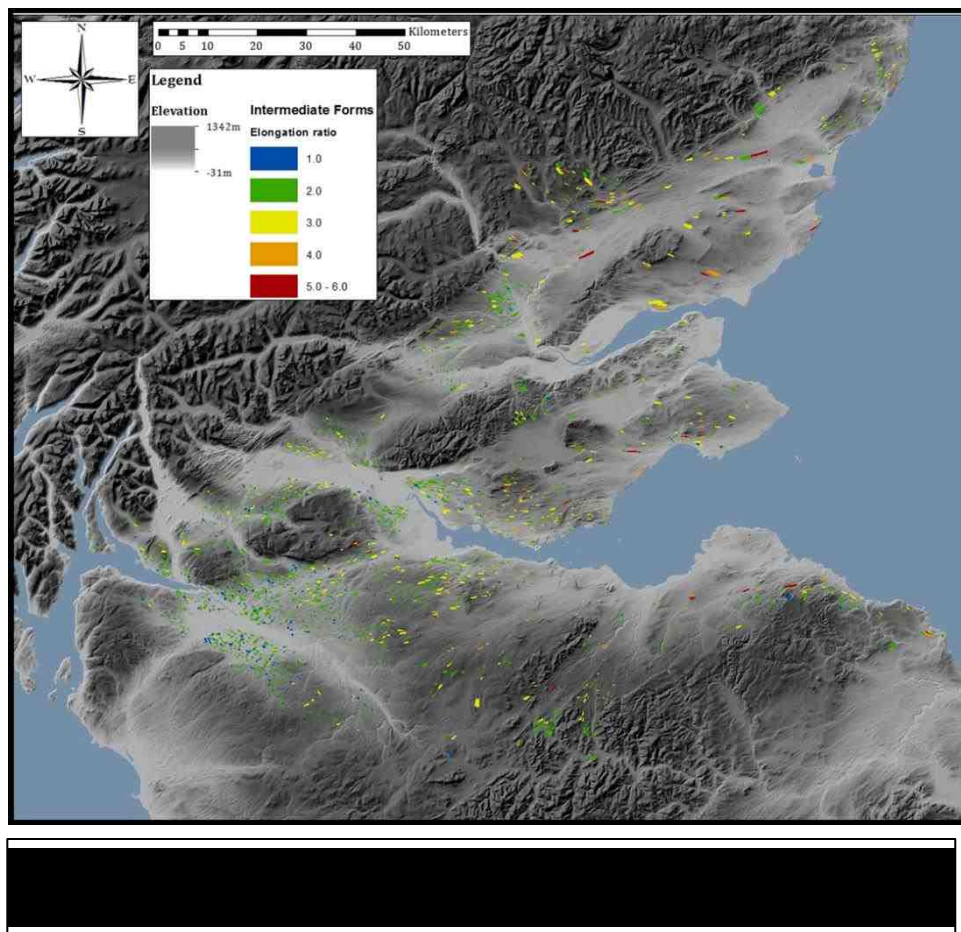 N
W E
S
Kilometers
0 5 10 20 30 40 50
Legend
Elevation
1342m
-31m
Intermediate Forms
Elongation ratio
1.0
2.0
3.0
4.0
5.0 - 6.0